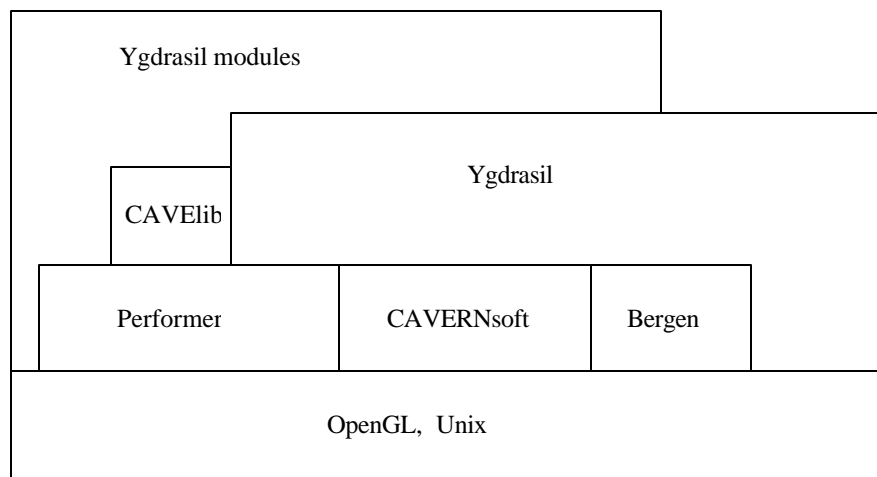 Ygdrasil modules
Ygdrasil
CAVElib
Performer
CAVERNsoft
Bergen
OpenGL, Unix